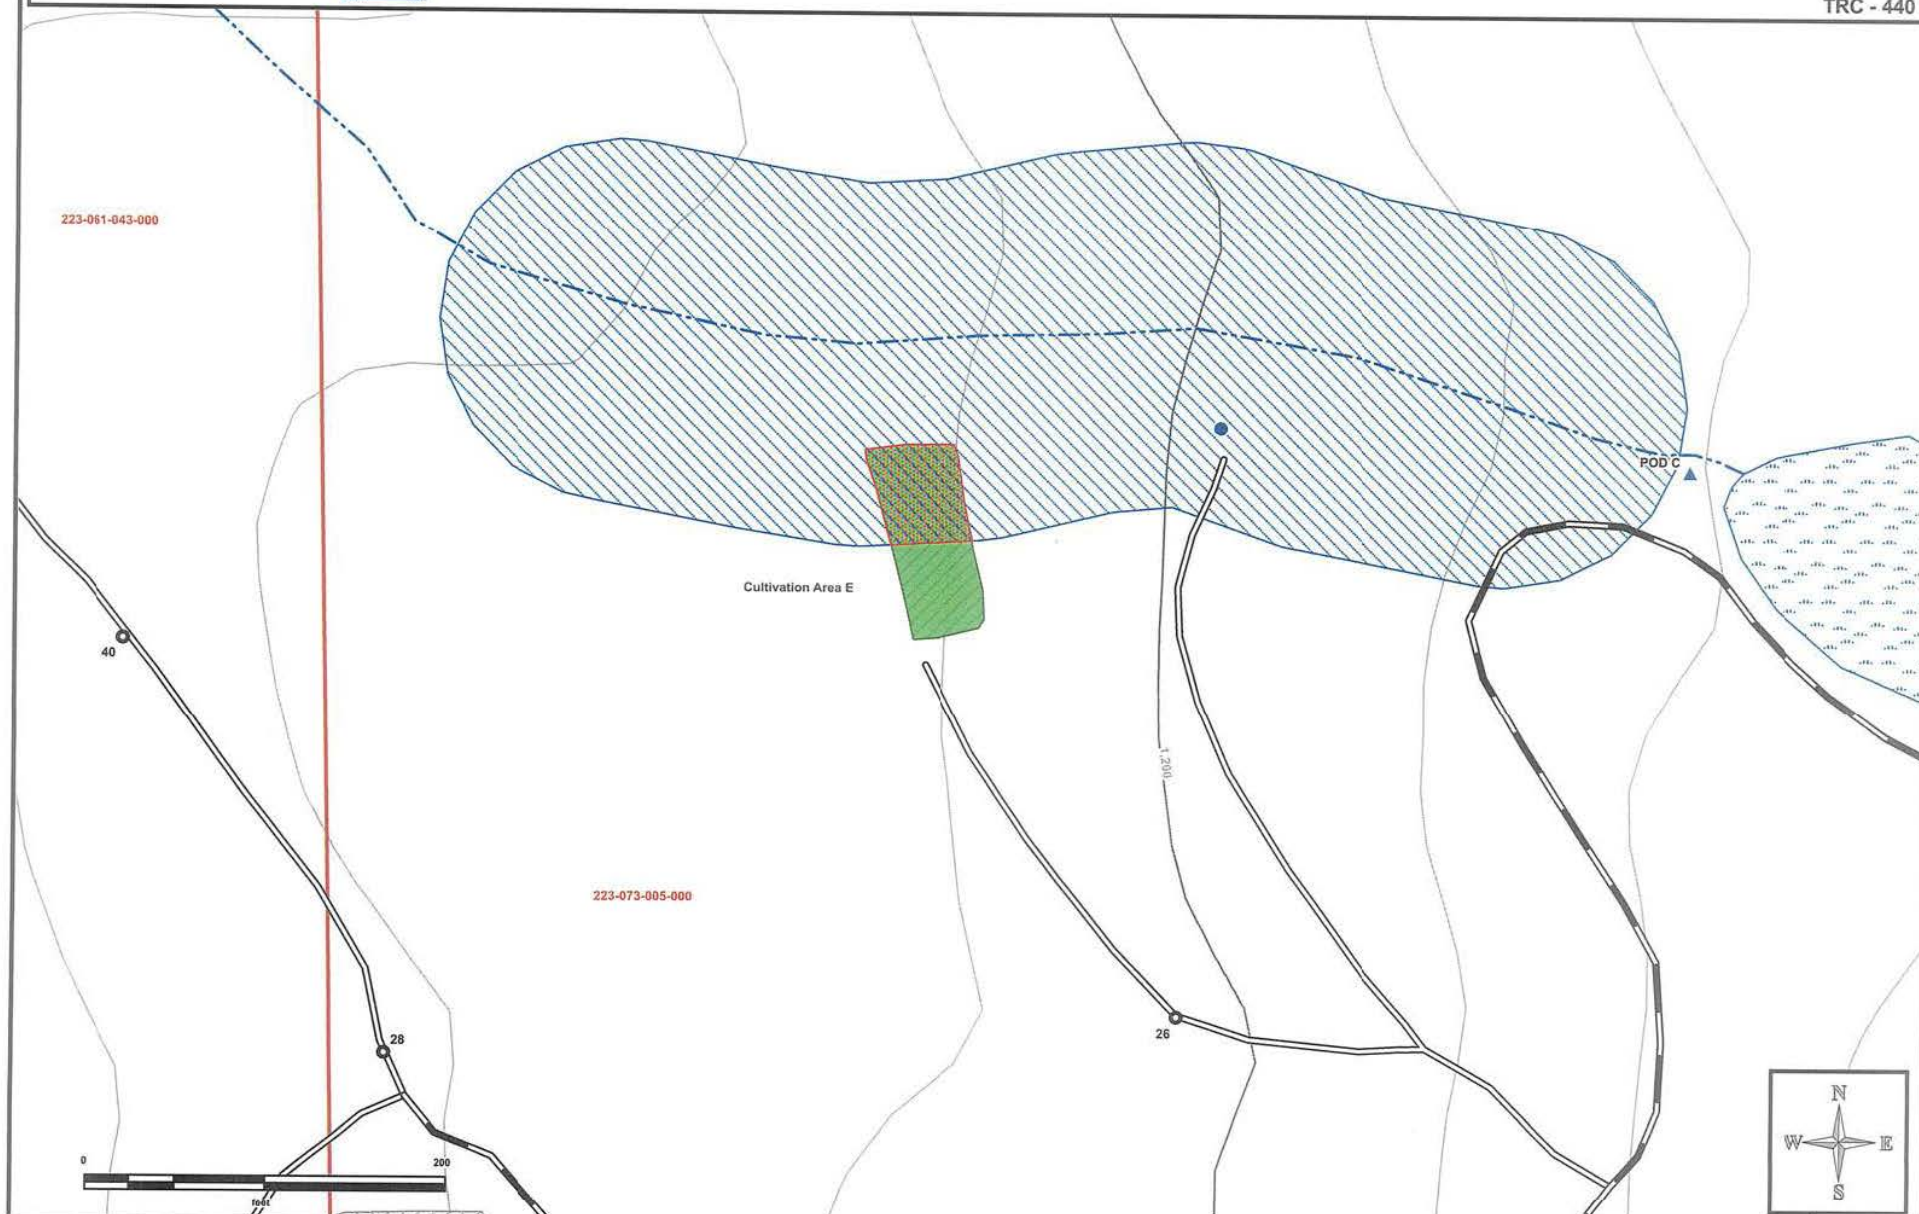 TRC - 440
223-061-043-000
POD C
Cultivation Area E
40
1,200
223-073-005-000
26
28
0 200
feet
N
W E
S